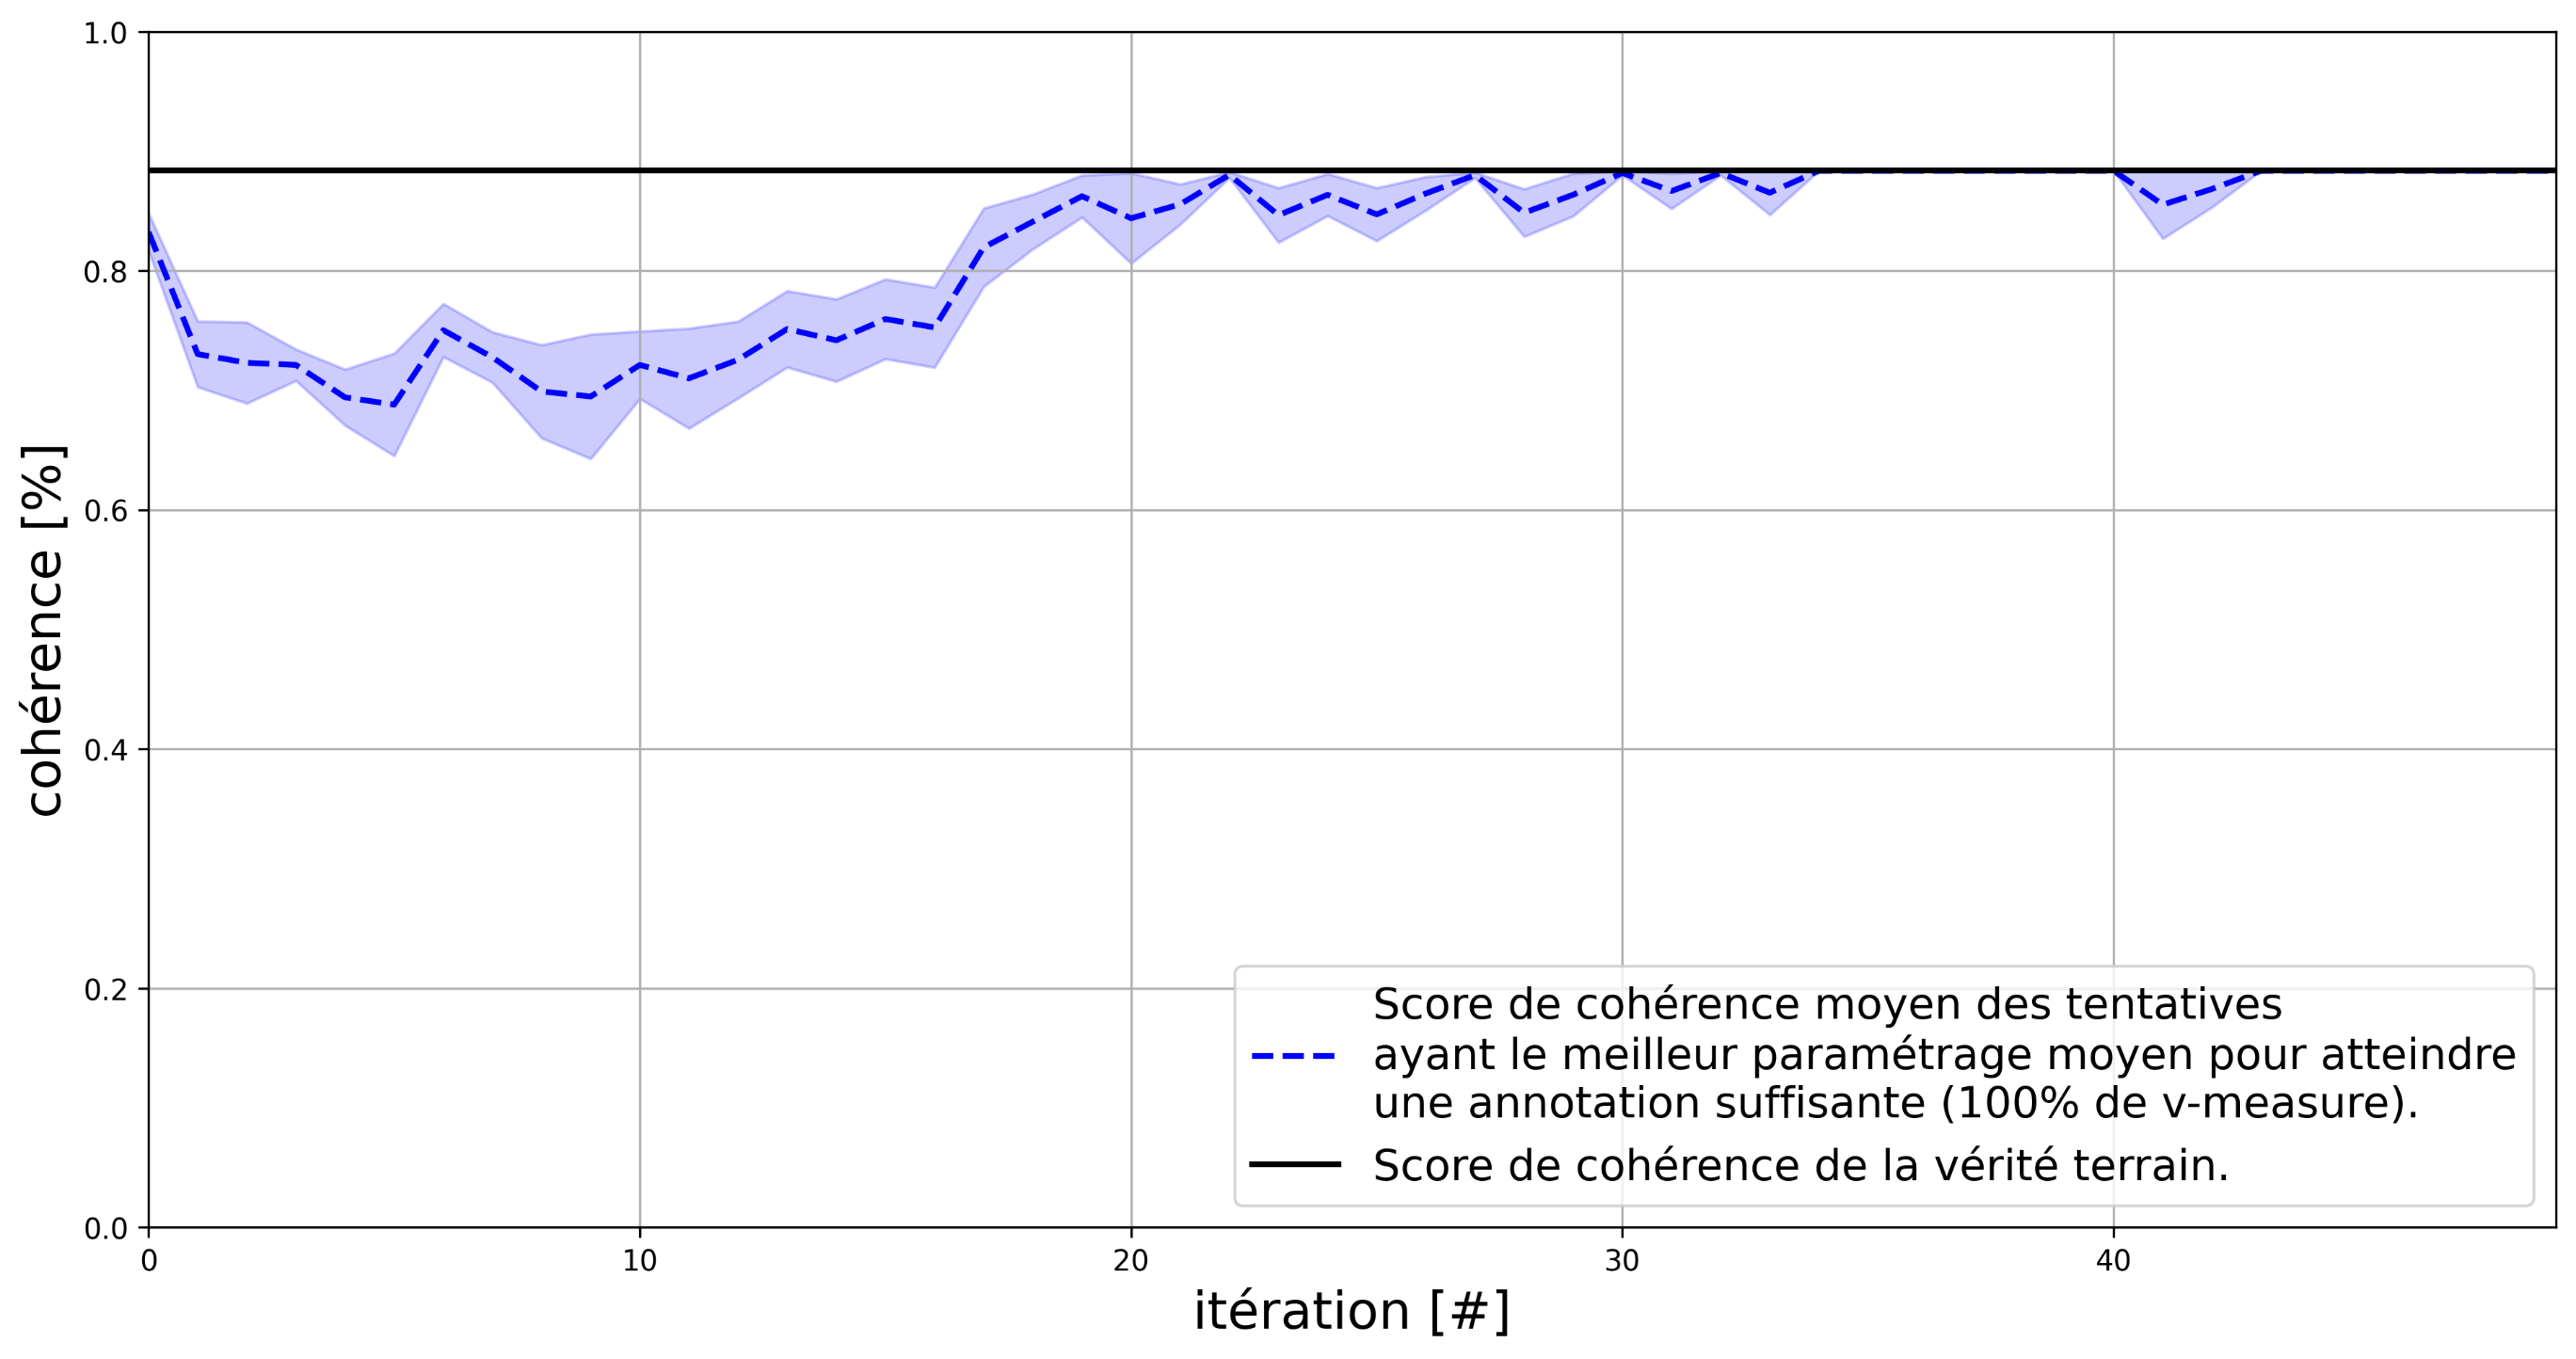 1.0
0.8
0.6
0.4
0.2
0.0
cohérence [%]
0
10
20
30
40
itération [#]
Score de cohérence moyen des tentatives
ayant le meilleur paramétrage moyen pour atteindre
une annotation suffisante (100% de v-measure).
Score de cohérence de la vérité terrain.